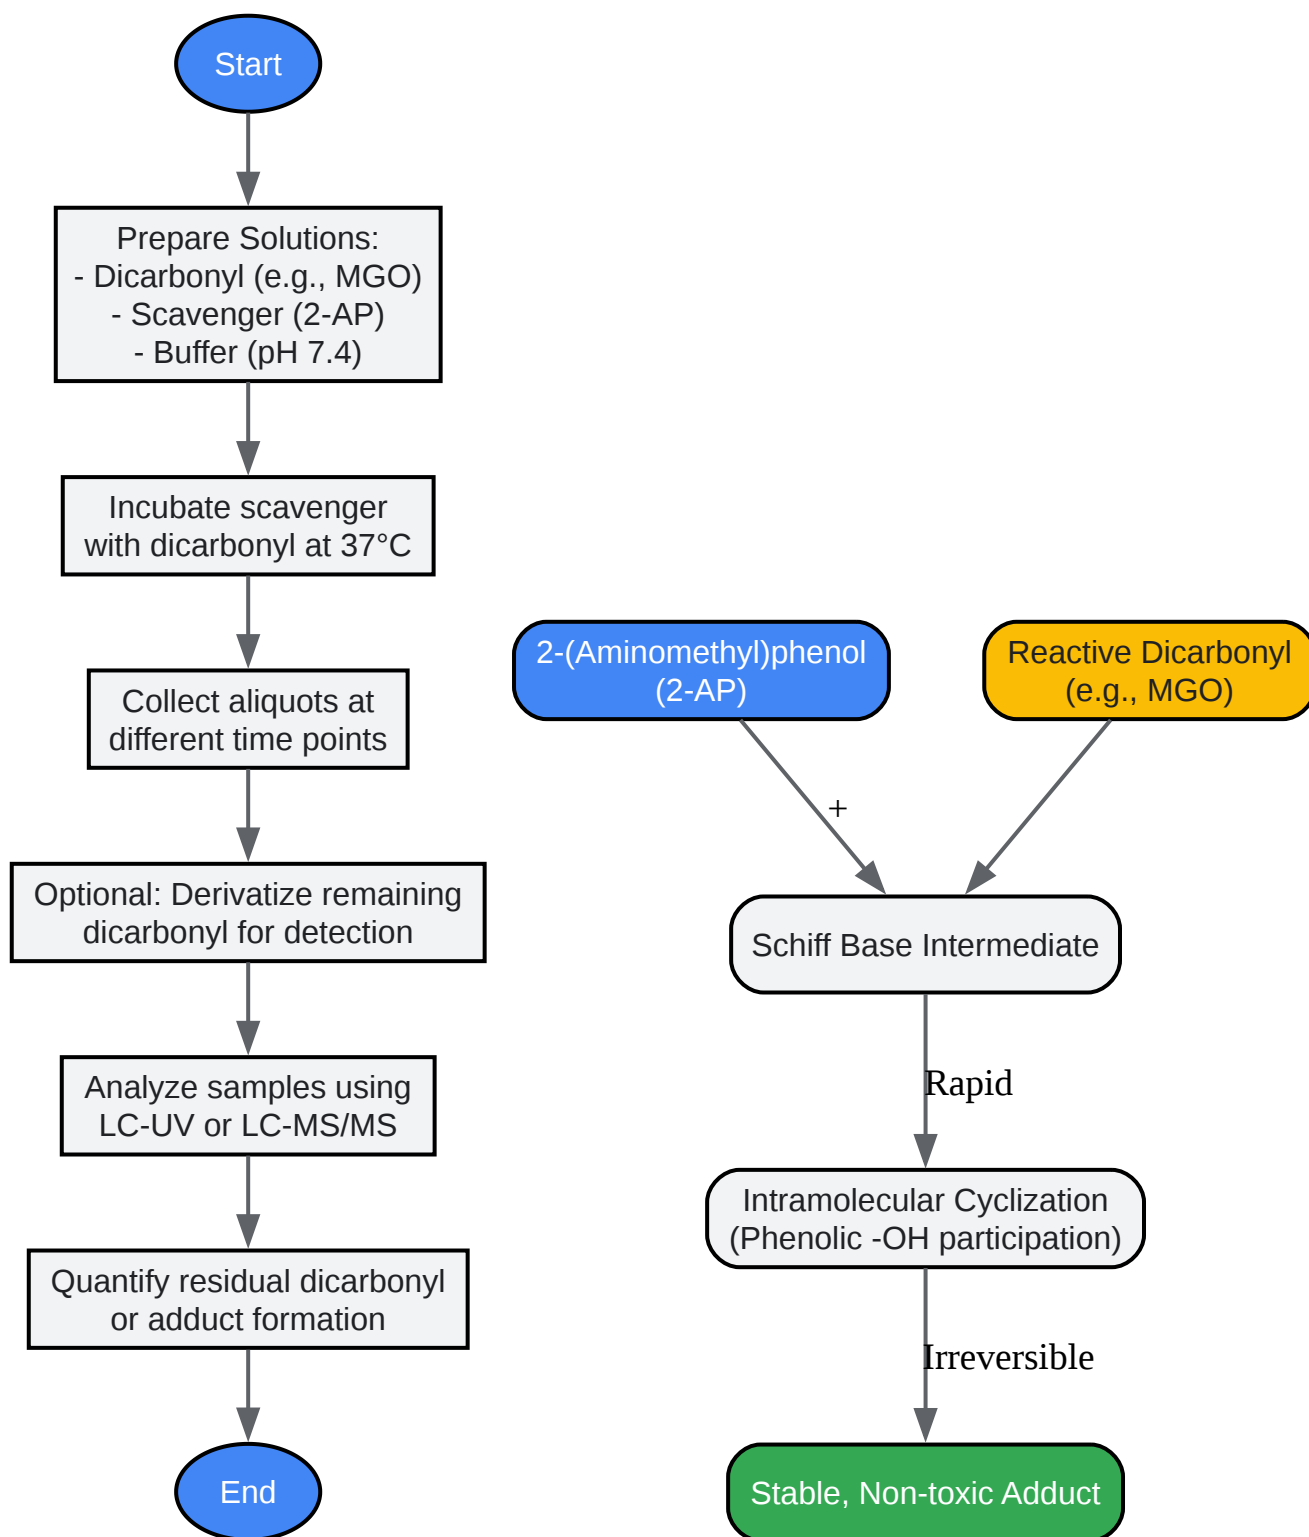 Start
Prepare Solutions:
- Dicarbonyl (e.g., MGO)
- Scavenger (2-AP)
- Buffer (pH 7.4)
Incubate scavenger
with dicarbonyl at 37°C
Collect aliquots at
different time points
Optional: Derivatize remaining
dicarbonyl for detection
Analyze samples using
LC-UV or LC-MS/MS
Quantify residual dicarbonyl
or adduct formation
End
2-(Aminomethyl)phenol
(2-AP)
Reactive Dicarbonyl
(e.g., MGO)
+
Schiff Base Intermediate
Rapid
Intramolecular Cyclization
(Phenolic -OH participation)
Irreversible
Stable, Non-toxic Adduct